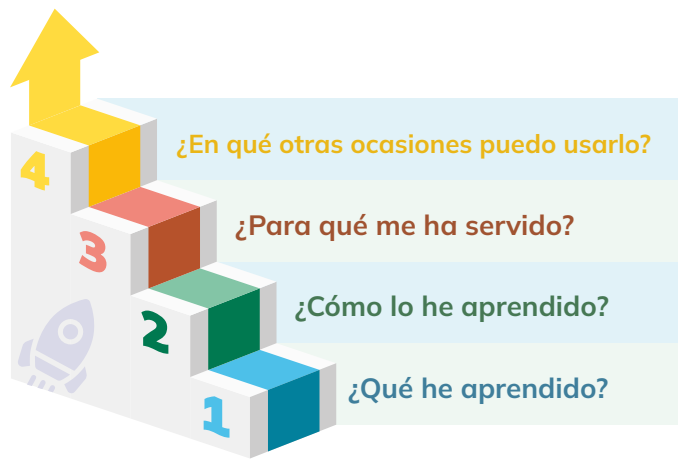 4 ¿En qué otras ocasiones puedo usarlo?
3 ¿Para qué me ha servido?
2 ¿Cómo lo he aprendido?
1 ¿Qué he aprendido?